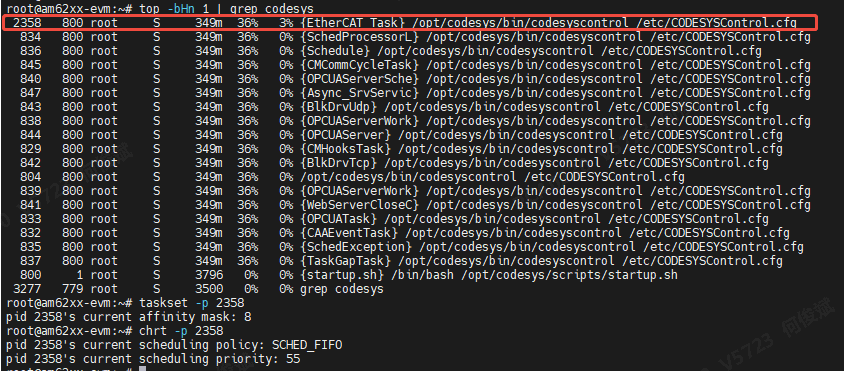 root@am62xx-evm:~# top -bHn 1 | grep codesys
2358 800 root S 349m 36% 3% {EtherCAT_Task} /opt/codesys/bin/codesyscontrol /etc/CODESYSControl.cfg
834 800 root S 349m 36% 0% {SchedProcessorL} /opt/codesys/bin/codesyscontrol /etc/CODESYSControl.cfg
836 800 root S 349m 36% 0% {Schedule} /opt/codesys/bin/codesyscontrol /etc/CODESYSControl.cfg
845 800 root S 349m 36% 0% {CMCommCycleTask} /opt/codesys/bin/codesyscontrol /etc/CODESYSControl.cfg
840 800 root S 349m 36% 0% {OPCUAServerSche} /opt/codesys/bin/codesyscontrol /etc/CODESYSControl.cfg
847 800 root S 349m 36% 0% {Async_SrvServic} /opt/codesys/bin/codesyscontrol /etc/CODESYSControl.cfg
843 800 root S 349m 36% 0% {BlkDrvUdp} /opt/codesys/bin/codesyscontrol /etc/CODESYSControl.cfg
838 800 root S 349m 36% 0% {OPCUAServerWork} /opt/codesys/bin/codesyscontrol /etc/CODESYSControl.cfg
844 800 root S 349m 36% 0% {OPCUAServer} /opt/codesys/bin/codesyscontrol /etc/CODESYSControl.cfg
829 800 root S 349m 36% 0% {CMHooksTask} /opt/codesys/bin/codesyscontrol /etc/CODESYSControl.cfg
842 800 root S 349m 36% 0% {BlkDrvTcp} /opt/codesys/bin/codesyscontrol /etc/CODESYSControl.cfg
804 800 root S 349m 36% 0% /opt/codesys/bin/codesyscontrol /etc/CODESYSControl.cfg
839 800 root S 349m 36% 0% {OPCUAServerWork} /opt/codesys/bin/codesyscontrol /etc/CODESYSControl.cfg
841 800 root S 349m 36% 0% {WebServerCloseC} /opt/codesys/bin/codesyscontrol /etc/CODESYSControl.cfg
833 800 root S 349m 36% 0% {OPCUATask} /opt/codesys/bin/codesyscontrol /etc/CODESYSControl.cfg
832 800 root S 349m 36% 0% {CAAEventTask} /opt/codesys/bin/codesyscontrol /etc/CODESYSControl.cfg
835 800 root S 349m 36% 0% {SchedException} /opt/codesys/bin/codesyscontrol /etc/CODESYSControl.cfg
837 800 root S 349m 36% 0% {TaskGapTask} /opt/codesys/bin/codesyscontrol /etc/CODESYSControl.cfg
800 1 root S 3796 0% 0% {startup.sh} /bin/bash /opt/codesys/scripts/startup.sh
3277 779 root S 3500 0% 0% grep codesys
root@am62xx-evm:~# taskset -p 2358
pid 2358's current affinity mask: 8
root@am62xx-evm:~# chrt -p 2358
pid 2358's current scheduling policy: SCHED_FIFO
pid 2358's current scheduling priority: 55
V5723 何俊斌